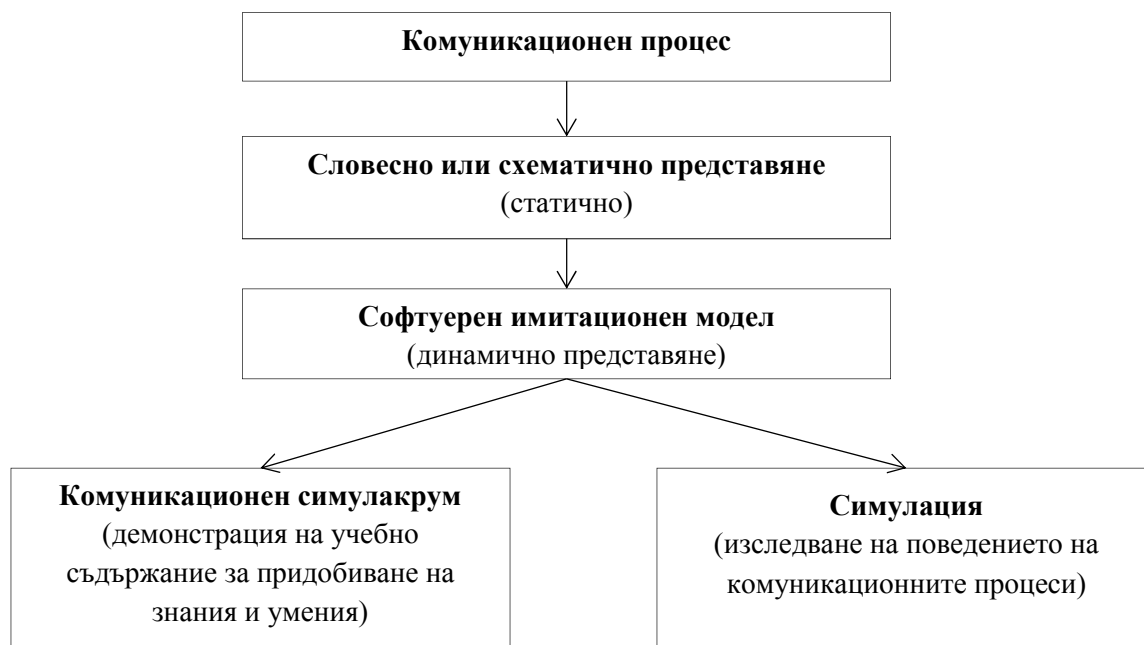 Комуникационен процес
Словесно или схематично представяне
(статично)
Софтуерен имитационен модел
(динамично представяне)
Комуникационен симулакрум
(демонстрация на учебно
съдържание за придобиване на
знания и умения)
Симулация
(изследване на поведението на
комуникационните процеси)